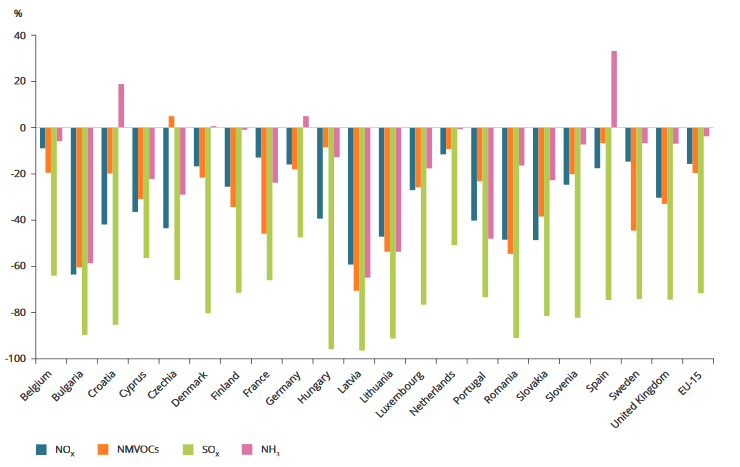 %
40
20
0
-20
-40
-60
-80
-100
Belgium
Bulgaria
Croatia
Cyprus
Czechia
Denmark
Finland
France
Germany
Hungary
Latvia
Lithuania
Luxembourg
Netherlands
Portugal
Romania
Slovakia
Slovenia
Spain
Sweden
United Kingdom
EU-15
NOₓ NMVOCs SOₓ NH₃